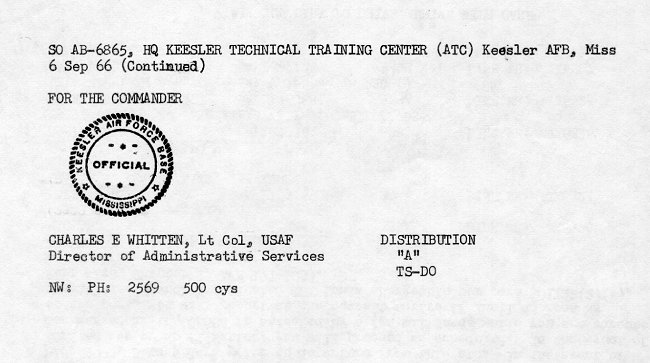 SO AB-6865, HQ KEESLER TECHNICAL TRAINING CENTER (ATC) Keesler AFB, Miss
6 Sep 66 (Continued)
FOR THE COMMANDER
KEESLER AIR FORCE BASE
OFFICIAL
MISSISSIPPI
CHARLES E WHITTEN, Lt Col, USAF
Director of Administrative Services
DISTRIBUTION
"A"
TS-DO
NW: PH: 2569 500 cys